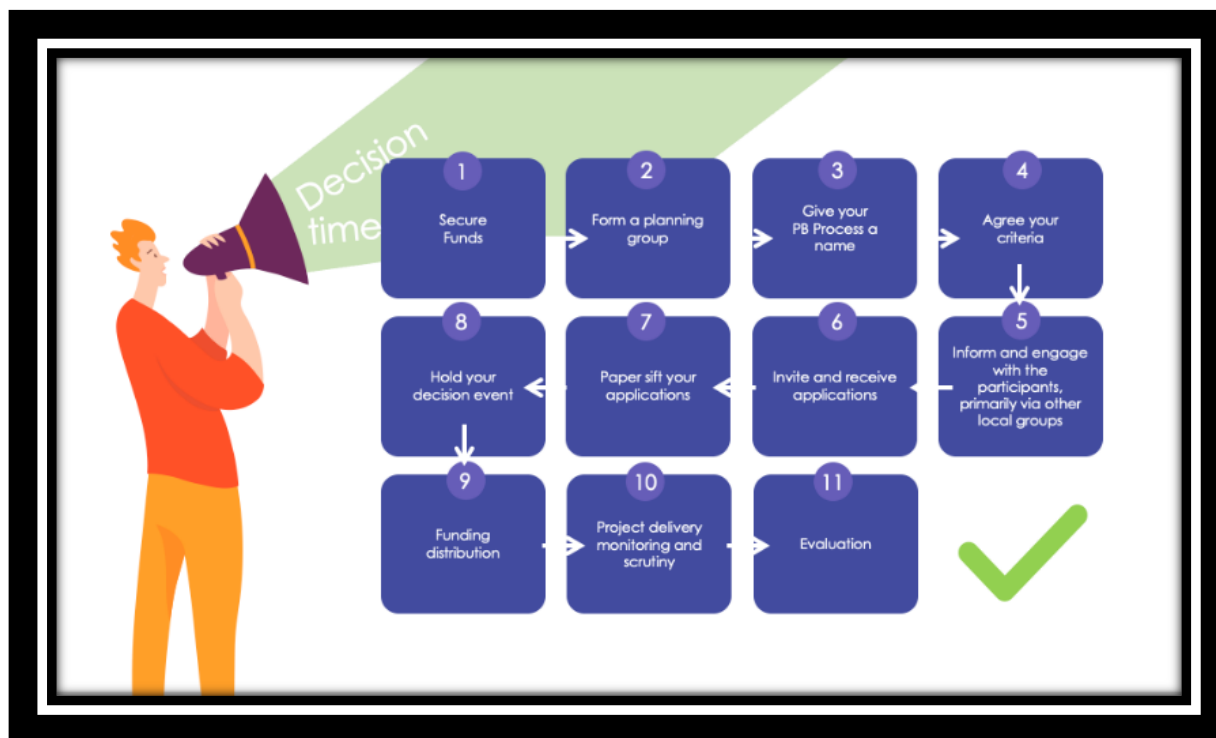 Decision
time
1
Secure
Funds
2
Form a planning
group
3
Give your
PB Process a
name
4
Agree your
criteria
5
Inform and engage
with the
participants,
primarily via other
local groups
6
Invite and receive
applications
7
Paper sift your
applications
8
Hold your
decision event
9
Funding
distribution
10
Project delivery
monitoring and
scrutiny
11
Evaluation